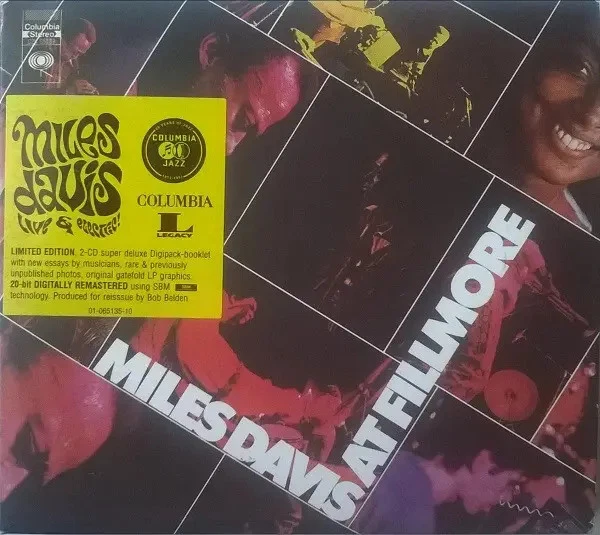 Columbia
Stereo
miles
davis
Live & electric!
COLUMBIA
JAZZ
COLUMBIA
L
LEGACY
LIMITED EDITION, 2-CD super deluxe Digipack-booklet
with new essays by musicians, rare & previously
unpublished photos, original gatefold LP graphics.
20-bit DIGITALLY REMASTERED using SBM
technology. Produced for reissue by Bob Belden.
01-065135-10
MILES DAVIS
AT FILLMORE